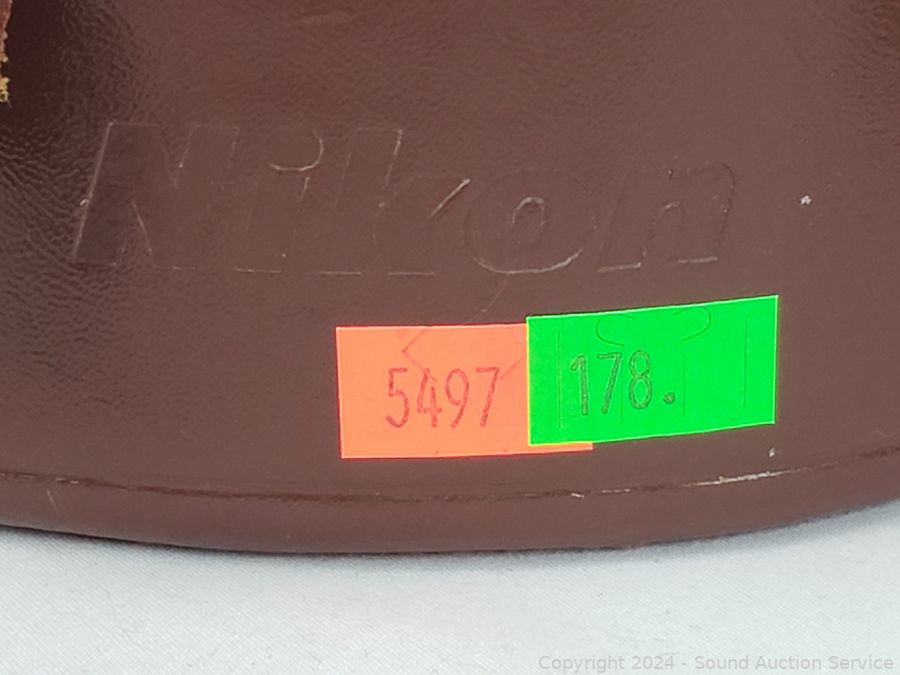 Nikon
5497 178.
Copyright 2024 - Sound Auction Service